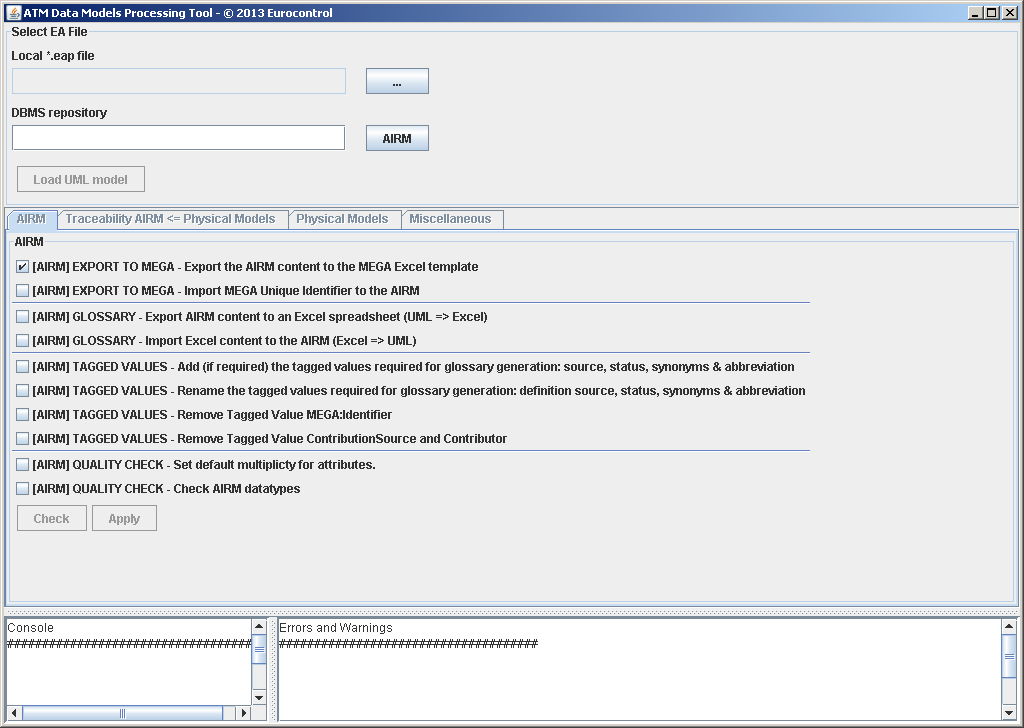 ATM Data Models Processing Tool - © 2013 Eurocontrol
Select EA File
Local *.eap file
...
DBMS repository
AIRM
Load UML model
AIRM Traceability AIRM <= Physical Models Physical Models Miscellaneous
AIRM
[AIRM] EXPORT TO MEGA - Export the AIRM content to the MEGA Excel template
[AIRM] EXPORT TO MEGA - Import MEGA Unique Identifier to the AIRM
[AIRM] GLOSSARY - Export AIRM content to an Excel spreadsheet (UML => Excel)
[AIRM] GLOSSARY - Import Excel content to the AIRM (Excel => UML)
[AIRM] TAGGED VALUES - Add (if required) the tagged values required for glossary generation: source, status, synonyms & abbreviation
[AIRM] TAGGED VALUES - Rename the tagged values required for glossary generation: definition source, status, synonyms & abbreviation
[AIRM] TAGGED VALUES - Remove Tagged Value MEGA:Identifier
[AIRM] TAGGED VALUES - Remove Tagged Value ContributionSource and Contributor
[AIRM] QUALITY CHECK - Set default multiplicty for attributes.
[AIRM] QUALITY CHECK - Check AIRM datatypes
Check Apply
Console
###################################
Errors and Warnings
#####################################